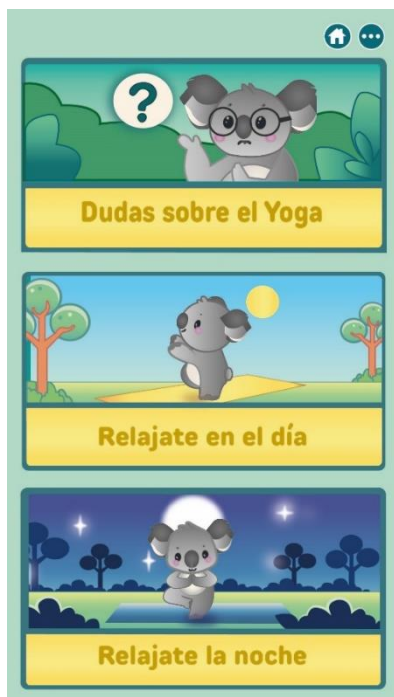 ?
Dudas sobre el Yoga
Relajate en el día
Relajate la noche